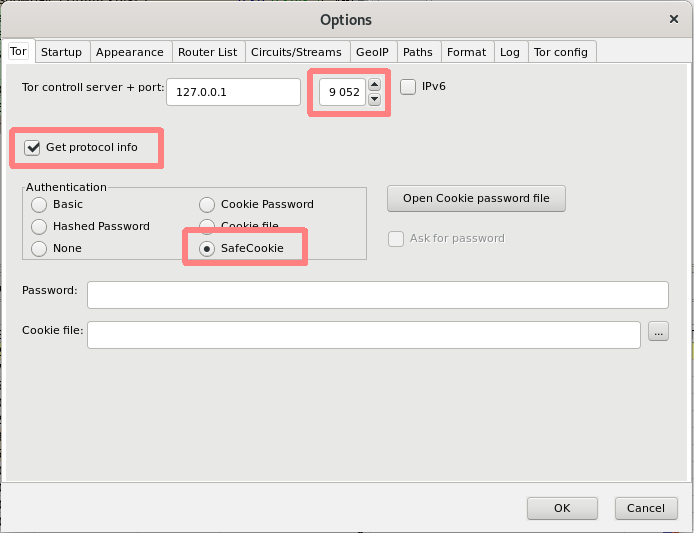 Options
Tor Startup Appearance Router List Circuits/Streams GeoIP Paths Format Log Tor config
Tor controll server + port: 127.0.0.1 9 052 IPv6
Get protocol info
Authentication
Basic Cookie Password Open Cookie password file
Hashed Password Cookie file Ask for password
None SafeCookie
Password:
Cookie file: ...
OK Cancel